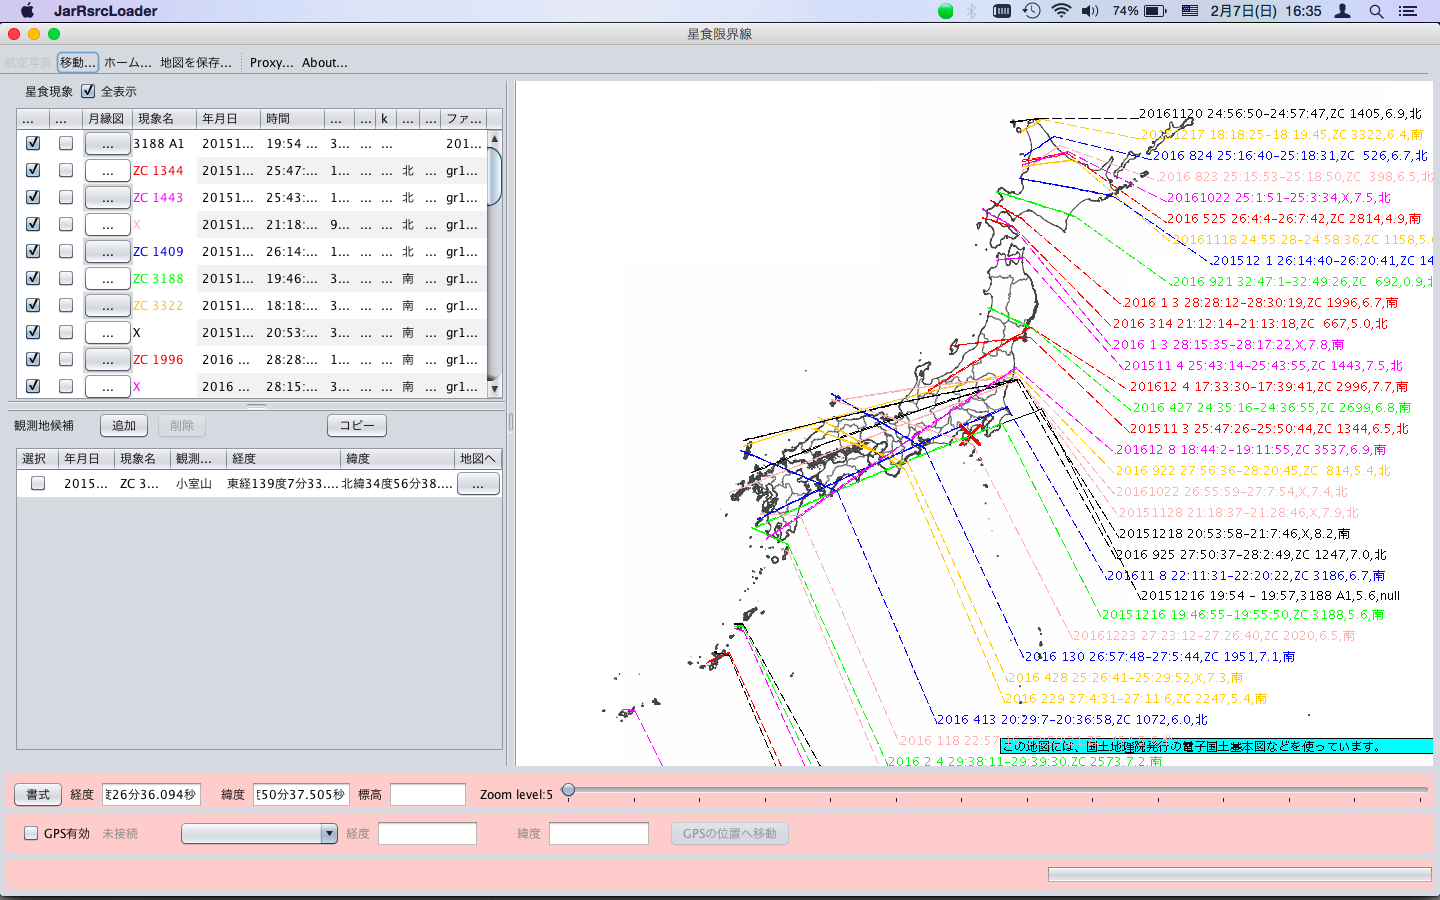 JarRsrcLoader 74% 2月7日(日) 16:35
星食限界線
航空写真 移動... ホーム... 地図を保存... Proxy... About...
星食現象 全表示
... ... 月縁図 現象名 年月日 時間 ... ... k ... ... ファ...
... 3188 A1 20151... 19:54 ... 3... ... ... 201...
... ZC 1344 20151... 25:47:... 1... ... 北 ... gr1...
... ZC 1443 20151... 25:43:... 1... ... 北 ... gr1...
... X 20151... 21:18:... 9... ... 北 ... gr1...
... ZC 1409 20151... 26:14:... 1... ... 北 ... gr1...
... ZC 3188 20151... 19:46:... 3... ... 南 ... gr1...
... ZC 3322 20151... 18:18:... 3... ... 南 ... gr1...
... X 20151... 20:53:... 3... ... 南 ... gr1...
... ZC 1996 2016 ... 28:28:... 1... ... 南 ... gr1...
... X 2016 ... 28:15:... 3... ... 南 ... gr1...
観測地候補 追加 削除 コピー
選択 年月日 現象名 観測... 経度 緯度 地図へ
2015... ZC 3... 小室山 東経139度7分33.... 北緯34度56分38.... ...
20161120 24:56:50-24:57:47,ZC 1405,6.9,北
20161217 18:18:25-18:19:45,ZC 3322,6.4,南
2016 824 25:16:40-25:18:31,ZC 526,6.7,北
2016 823 25:15:53-25:18:50,ZC 398,6.5,北
20161022 25:1:51-25:3:34,X,7.5,北
2016 525 26:4:4-26:7:42,ZC 2814,4.9,南
20161118 24:55:28-24:58:36,ZC 1158,5.
201512 1 26:14:40-26:20:41,ZC 14
2016 921 32:47:1-32:49:26,ZC 692,0.9,
2016 1 3 28:28:12-28:30:19,ZC 1996,6.7,南
2016 314 21:12:14-21:13:18,ZC 667,5.0,北
2016 1 3 28:15:35-28:17:22,X,7.8,南
201511 4 25:43:14-25:43:55,ZC 1443,7.5,北
201612 4 17:33:30-17:39:41,ZC 2996,7.7,南
2016 427 24:35:16-24:36:55,ZC 2699,6.8,南
201511 3 25:47:26-25:50:44,ZC 1344,6.5,北
201612 8 18:44:2-19:11:55,ZC 3537,6.9,南
2016 922 27:56:36-28:20:45,ZC 814,5.4,北
20161022 26:55:59-27:7:54,X,7.4,北
20151128 21:18:37-21:28:46,X,7.9,北
20151218 20:53:58-21:7:46,X,8.2,南
2016 925 27:50:37-28:2:49,ZC 1247,7.0,北
201611 8 22:11:31-22:20:22,ZC 3186,6.7,南
20151216 19:54 - 19:57,3188 A1,5.6,null
20151216 19:46:55-19:55:50,ZC 3188,5.6,南
20161223 27:23:12-27:26:40,ZC 2020,6.5,南
2016 130 26:57:48-27:5:44,ZC 1951,7.1,南
2016 428 25:26:41-25:29:52,X,7.3,南
2016 229 27:4:31-27:11:6,ZC 2247,5.4,南
2016 413 20:29:7-20:36:58,ZC 1072,6.0,北
2016 118 22:57:
この地図には、国土地理院発行の電子国土基本図などを使っています。
2016 2 4 29:38:11-29:39:30,ZC 2573,7.2,南
書式 経度 26分36.094秒 緯度 50分37.505秒 標高 Zoom level:5
GPS有効 未接続 経度 緯度 GPSの位置へ移動